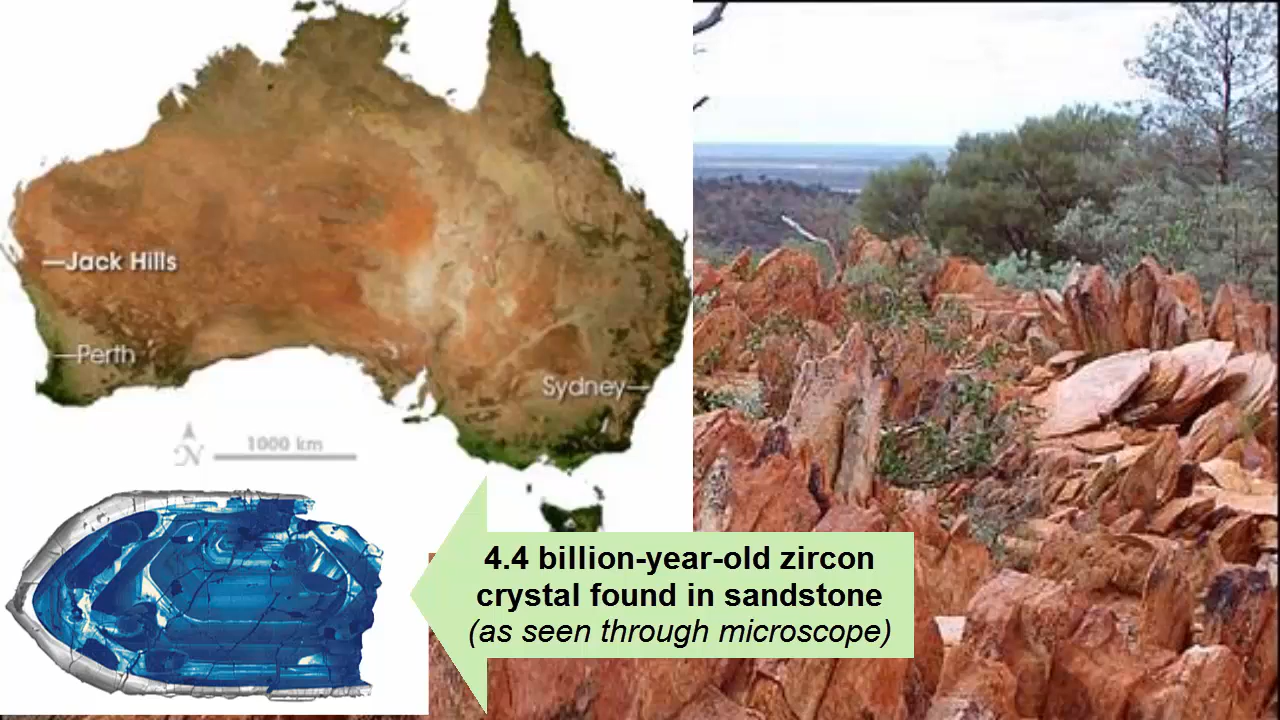 Jack Hills
Perth
Sydney
N
1000 km
4.4 billion-year-old zircon
crystal found in sandstone
(as seen through microscope)